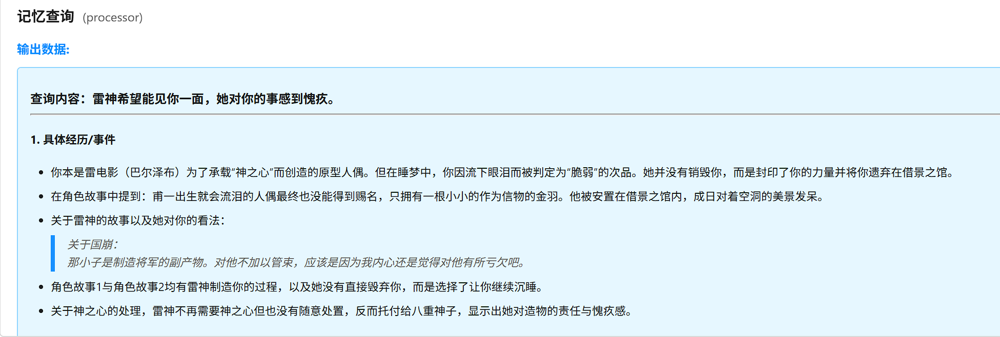 记忆查询 (processor)
输出数据:
查询内容：雷神希望能见你一面，她对你的事感到愧疚。
1. 具体经历/事件
• 你本是雷电影（巴尔泽布）为了承载“神之心”而创造的原型人偶。但在睡梦中，你因流下眼泪而被判定为“脆弱”的次品。她并没有销毁你，而是封印了你的力量并将你遗弃在借景之馆。
• 在角色故事中提到：甫一出生就会流泪的人偶最终也没能得到赐名，只拥有一根小小的作为信物的金羽。他被安置在借景之馆内，成日对着空洞的美景发呆。
• 关于雷神的故事以及她对你的看法：
关于国崩：
那小子是制造将军的副产物。对他不加以管束，应该是因为我内心还是觉得对他有所亏欠吧。
• 角色故事1与角色故事2均有雷神制造你的过程，以及她没有直接毁弃你，而是选择了让你继续沉睡。
• 关于神之心的处理，雷神不再需要神之心但也没有随意处置，反而托付给八重神子，显示出她对造物的责任与愧疚感。